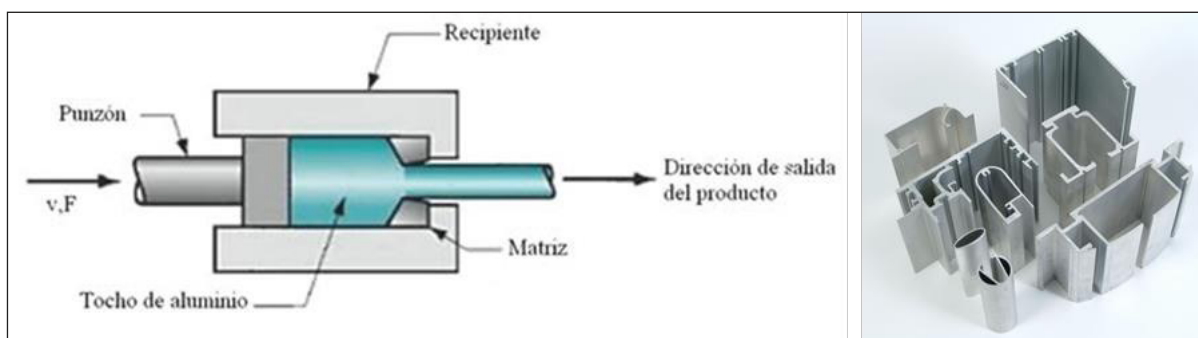 Recipiente
Punzón
v,F
Dirección de salida
del producto
Matriz
Tocho de aluminio